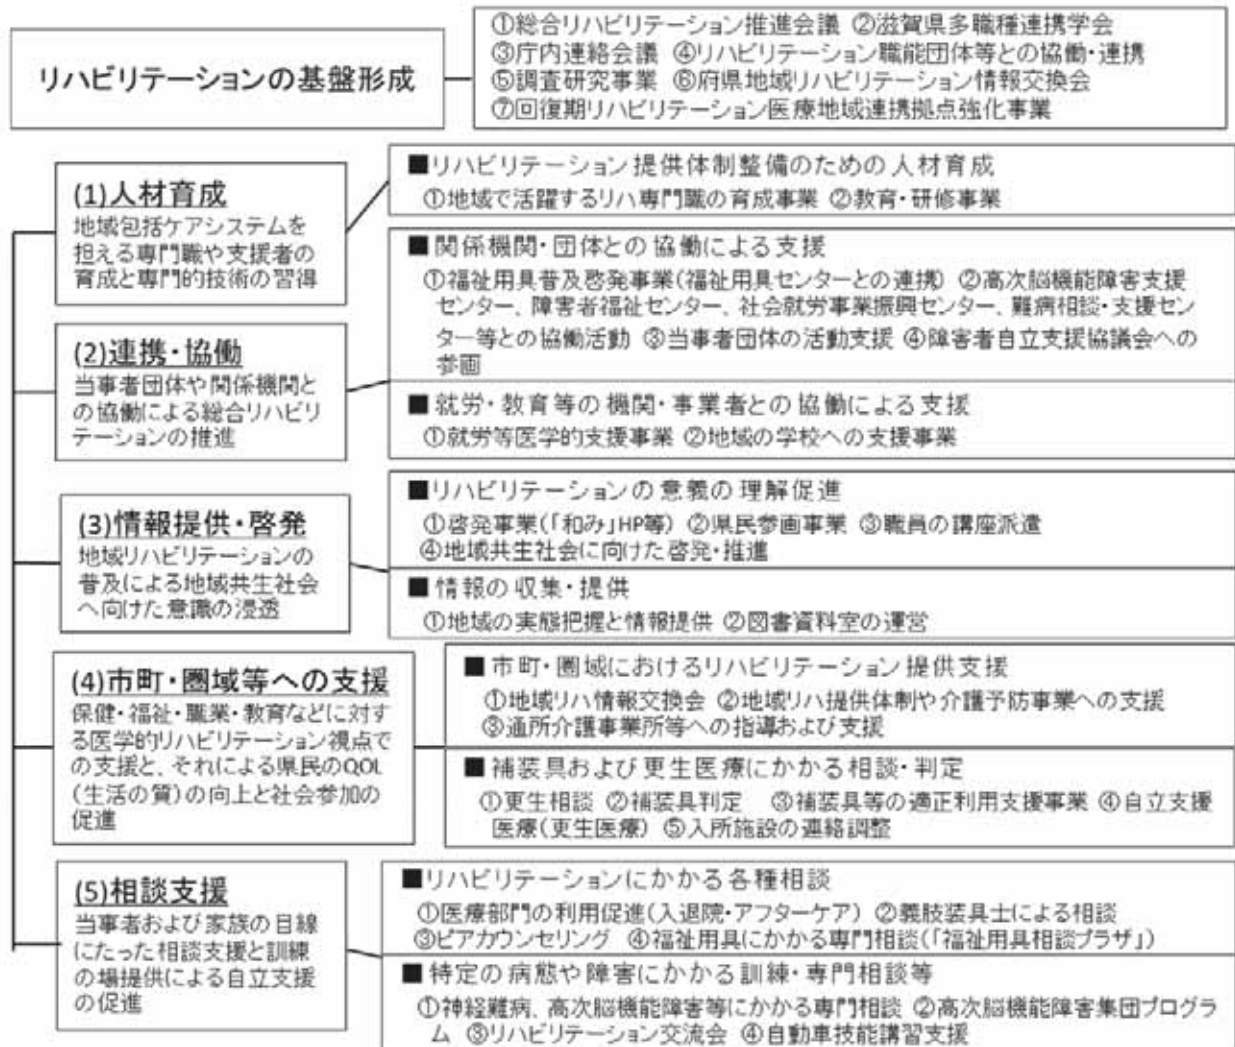 リハビリテーションの基盤形成
①総合リハビリテーション推進会議 ②滋賀県多職種連携学会
③庁内連絡会議 ④リハビリテーション職能団体等との協働・連携
⑤調査研究事業 ⑥府県地域リハビリテーション情報交換会
⑦回復期リハビリテーション医療地域連携拠点強化事業
(1)人材育成
地域包括ケアシステムを
担える専門職や支援者の
育成と専門的技術の習得
■リハビリテーション提供体制整備のための人材育成
①地域で活躍するリハ専門職の育成事業 ②教育・研修事業
(2)連携・協働
当事者団体や関係機関と
の協働による総合リハビリ
テーションの推進
■関係機関・団体との協働による支援
①福祉用具普及啓発事業(福祉用具センターとの連携) ②高次脳機能障害支援
センター、障害者福祉センター、社会就労事業振興センター、難病相談・支援セン
ター等との協働活動 ③当事者団体の活動支援 ④障害者自立支援協議会への
参画
■就労・教育等の機関・事業者との協働による支援
①就労等医学的支援事業 ②地域の学校への支援事業
(3)情報提供・啓発
地域リハビリテーションの
普及による地域共生社会
へ向けた意識の浸透
■リハビリテーションの意義の理解促進
①啓発事業(「和み」HP等) ②県民参画事業 ③職員の講座派遣
④地域共生社会に向けた啓発・推進
■情報の収集・提供
①地域の実態把握と情報提供 ②図書資料室の運営
(4)市町・圏域等への支援
保健・福祉・職業・教育などに対す
る医学的リハビリテーション視点で
の支援と、それによる県民のQOL
(生活の質)の向上と社会参加の
促進
■市町・圏域におけるリハビリテーション提供支援
①地域リハ情報交換会 ②地域リハ提供体制や介護予防事業への支援
③通所介護事業所等への指導および支援
■補装具および更生医療にかかる相談・判定
①更生相談 ②補装具判定 ③補装具等の適正利用支援事業 ④自立支援
医療(更生医療) ⑤入所施設の連絡調整
(5)相談支援
当事者および家族の目線
にたった相談支援と訓練
の場提供による自立支援
の促進
■リハビリテーションにかかる各種相談
①医療部門の利用促進(入退院・アフターケア) ②義肢装具士による相談
③ピアカウンセリング ④福祉用具にかかる専門相談(「福祉用具相談プラザ」)
■特定の病態や障害にかかる訓練・専門相談等
①神経難病、高次脳機能障害等にかかる専門相談 ②高次脳機能障害集団プログラ
ム ③リハビリテーション交流会 ④自動車技能講習支援